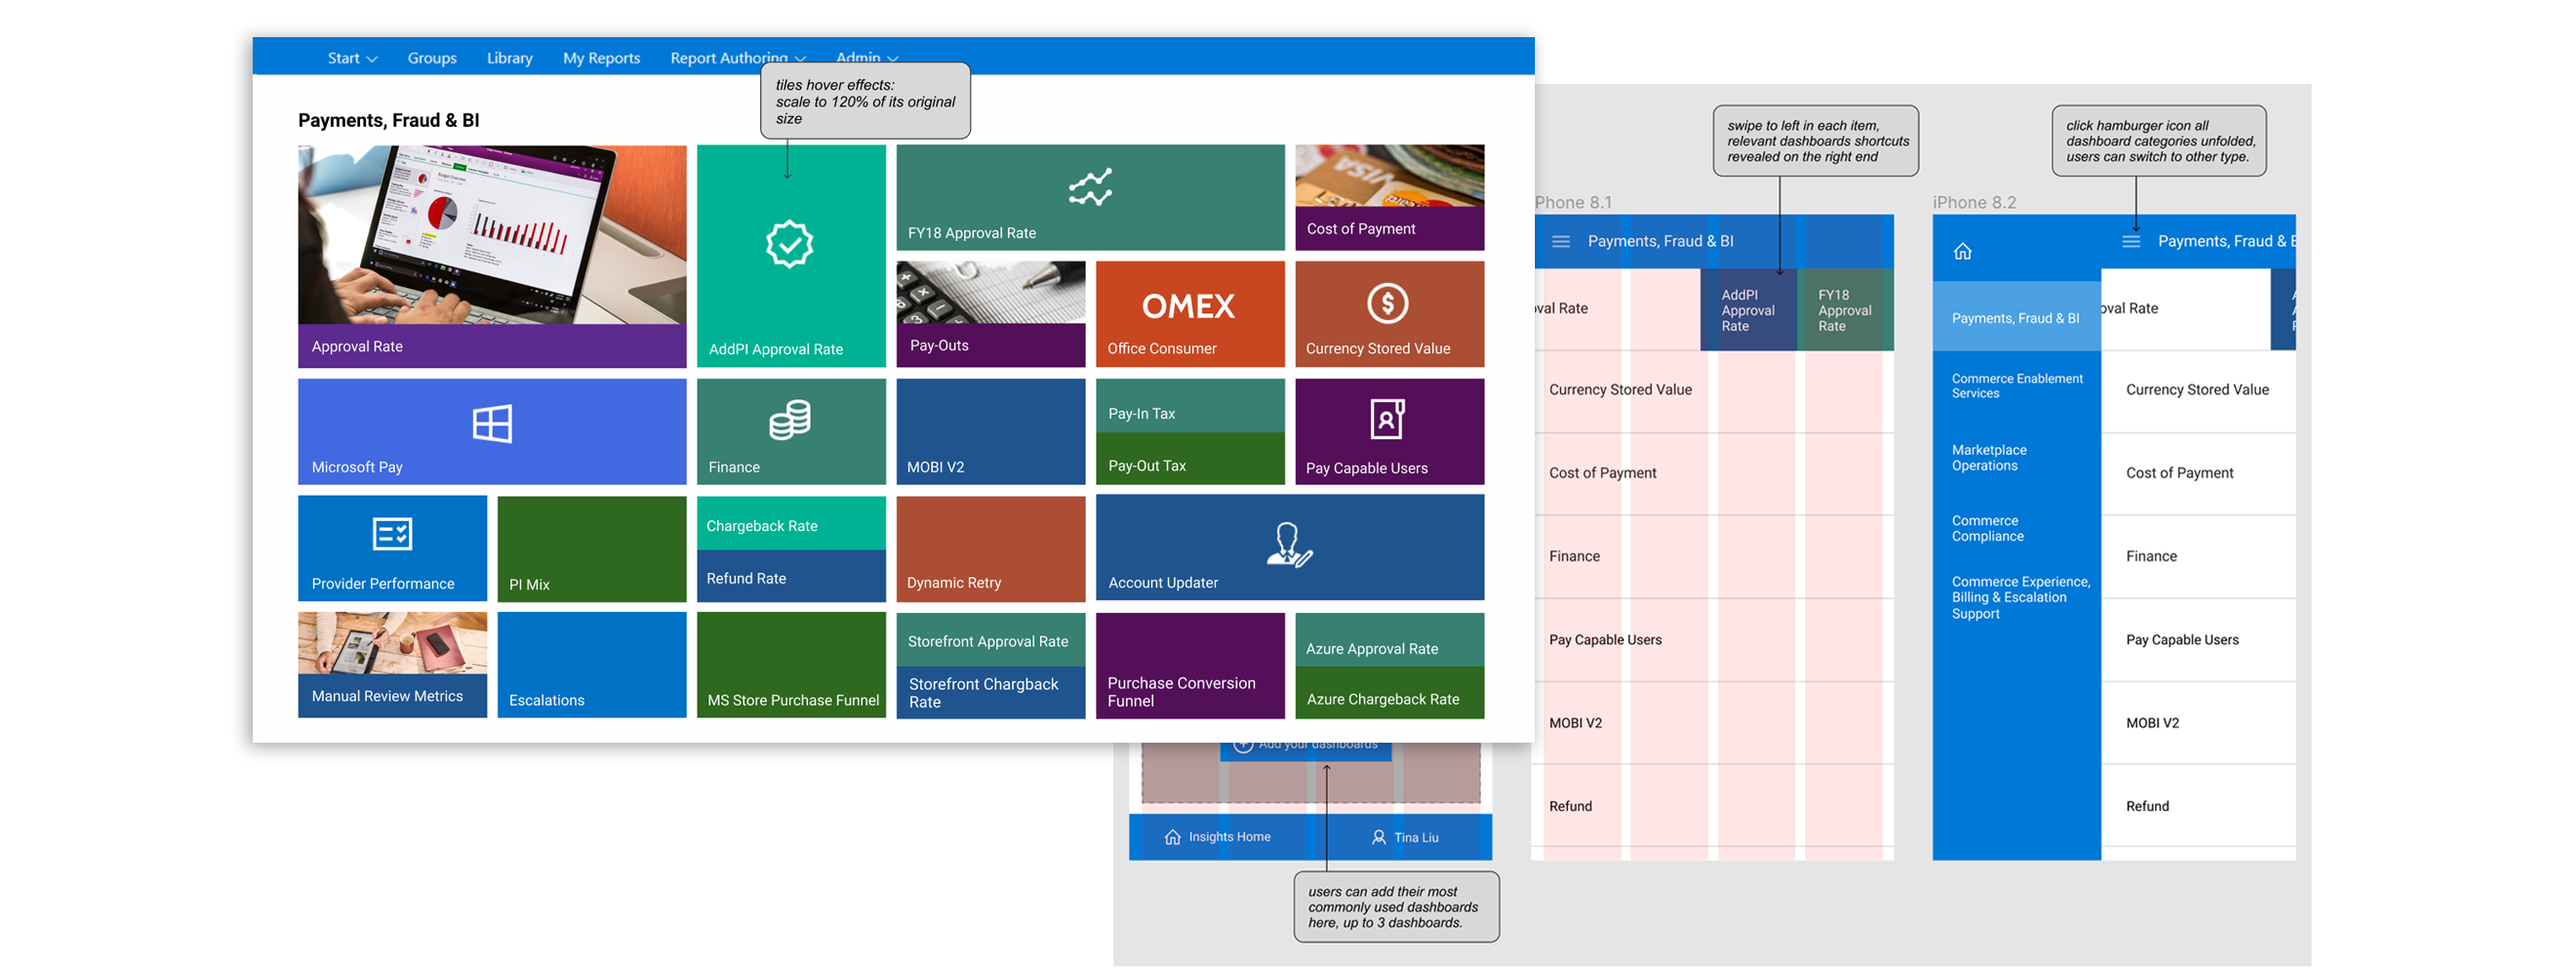 Start
Groups
Library
My Reports
Report Authoring
Admin
tiles hover effects:
scale to 120% of its original
size
Payments, Fraud & BI
Approval Rate
AddPI Approval Rate
FY18 Approval Rate
VISA
Cost of Payment
Pay-Outs
OMEX
Office Consumer
Currency Stored Value
Microsoft Pay
Finance
MOBI V2
Pay-In Tax
Pay-Out Tax
Pay Capable Users
Provider Performance
PI Mix
Chargeback Rate
Refund Rate
Dynamic Retry
Account Updater
Manual Review Metrics
Escalations
MS Store Purchase Funnel
Storefront Approval Rate
Storefront Chargback
Rate
Purchase Conversion
Funnel
Azure Approval Rate
Azure Chargeback Rate
Add your dashboards
Insights Home
Tina Liu
users can add their most
commonly used dashboards
here, up to 3 dashboards.
swipe to left in each item,
relevant dashboards shortcuts
revealed on the right end
Phone 8.1
Payments, Fraud & BI
oval Rate
AddPI
Approval
Rate
FY18
Approval
Rate
Currency Stored Value
Cost of Payment
Finance
Pay Capable Users
MOBI V2
Refund
click hamburger icon all
dashboard categories unfolded,
users can switch to other type.
iPhone 8.2
Payments, Fraud & B
Payments, Fraud & BI
Commerce Enablement
Services
Marketplace
Operations
Commerce
Compliance
Commerce Experience,
Billing & Escalation
Support
oval Rate
Currency Stored Value
Cost of Payment
Finance
Pay Capable Users
MOBI V2
Refund